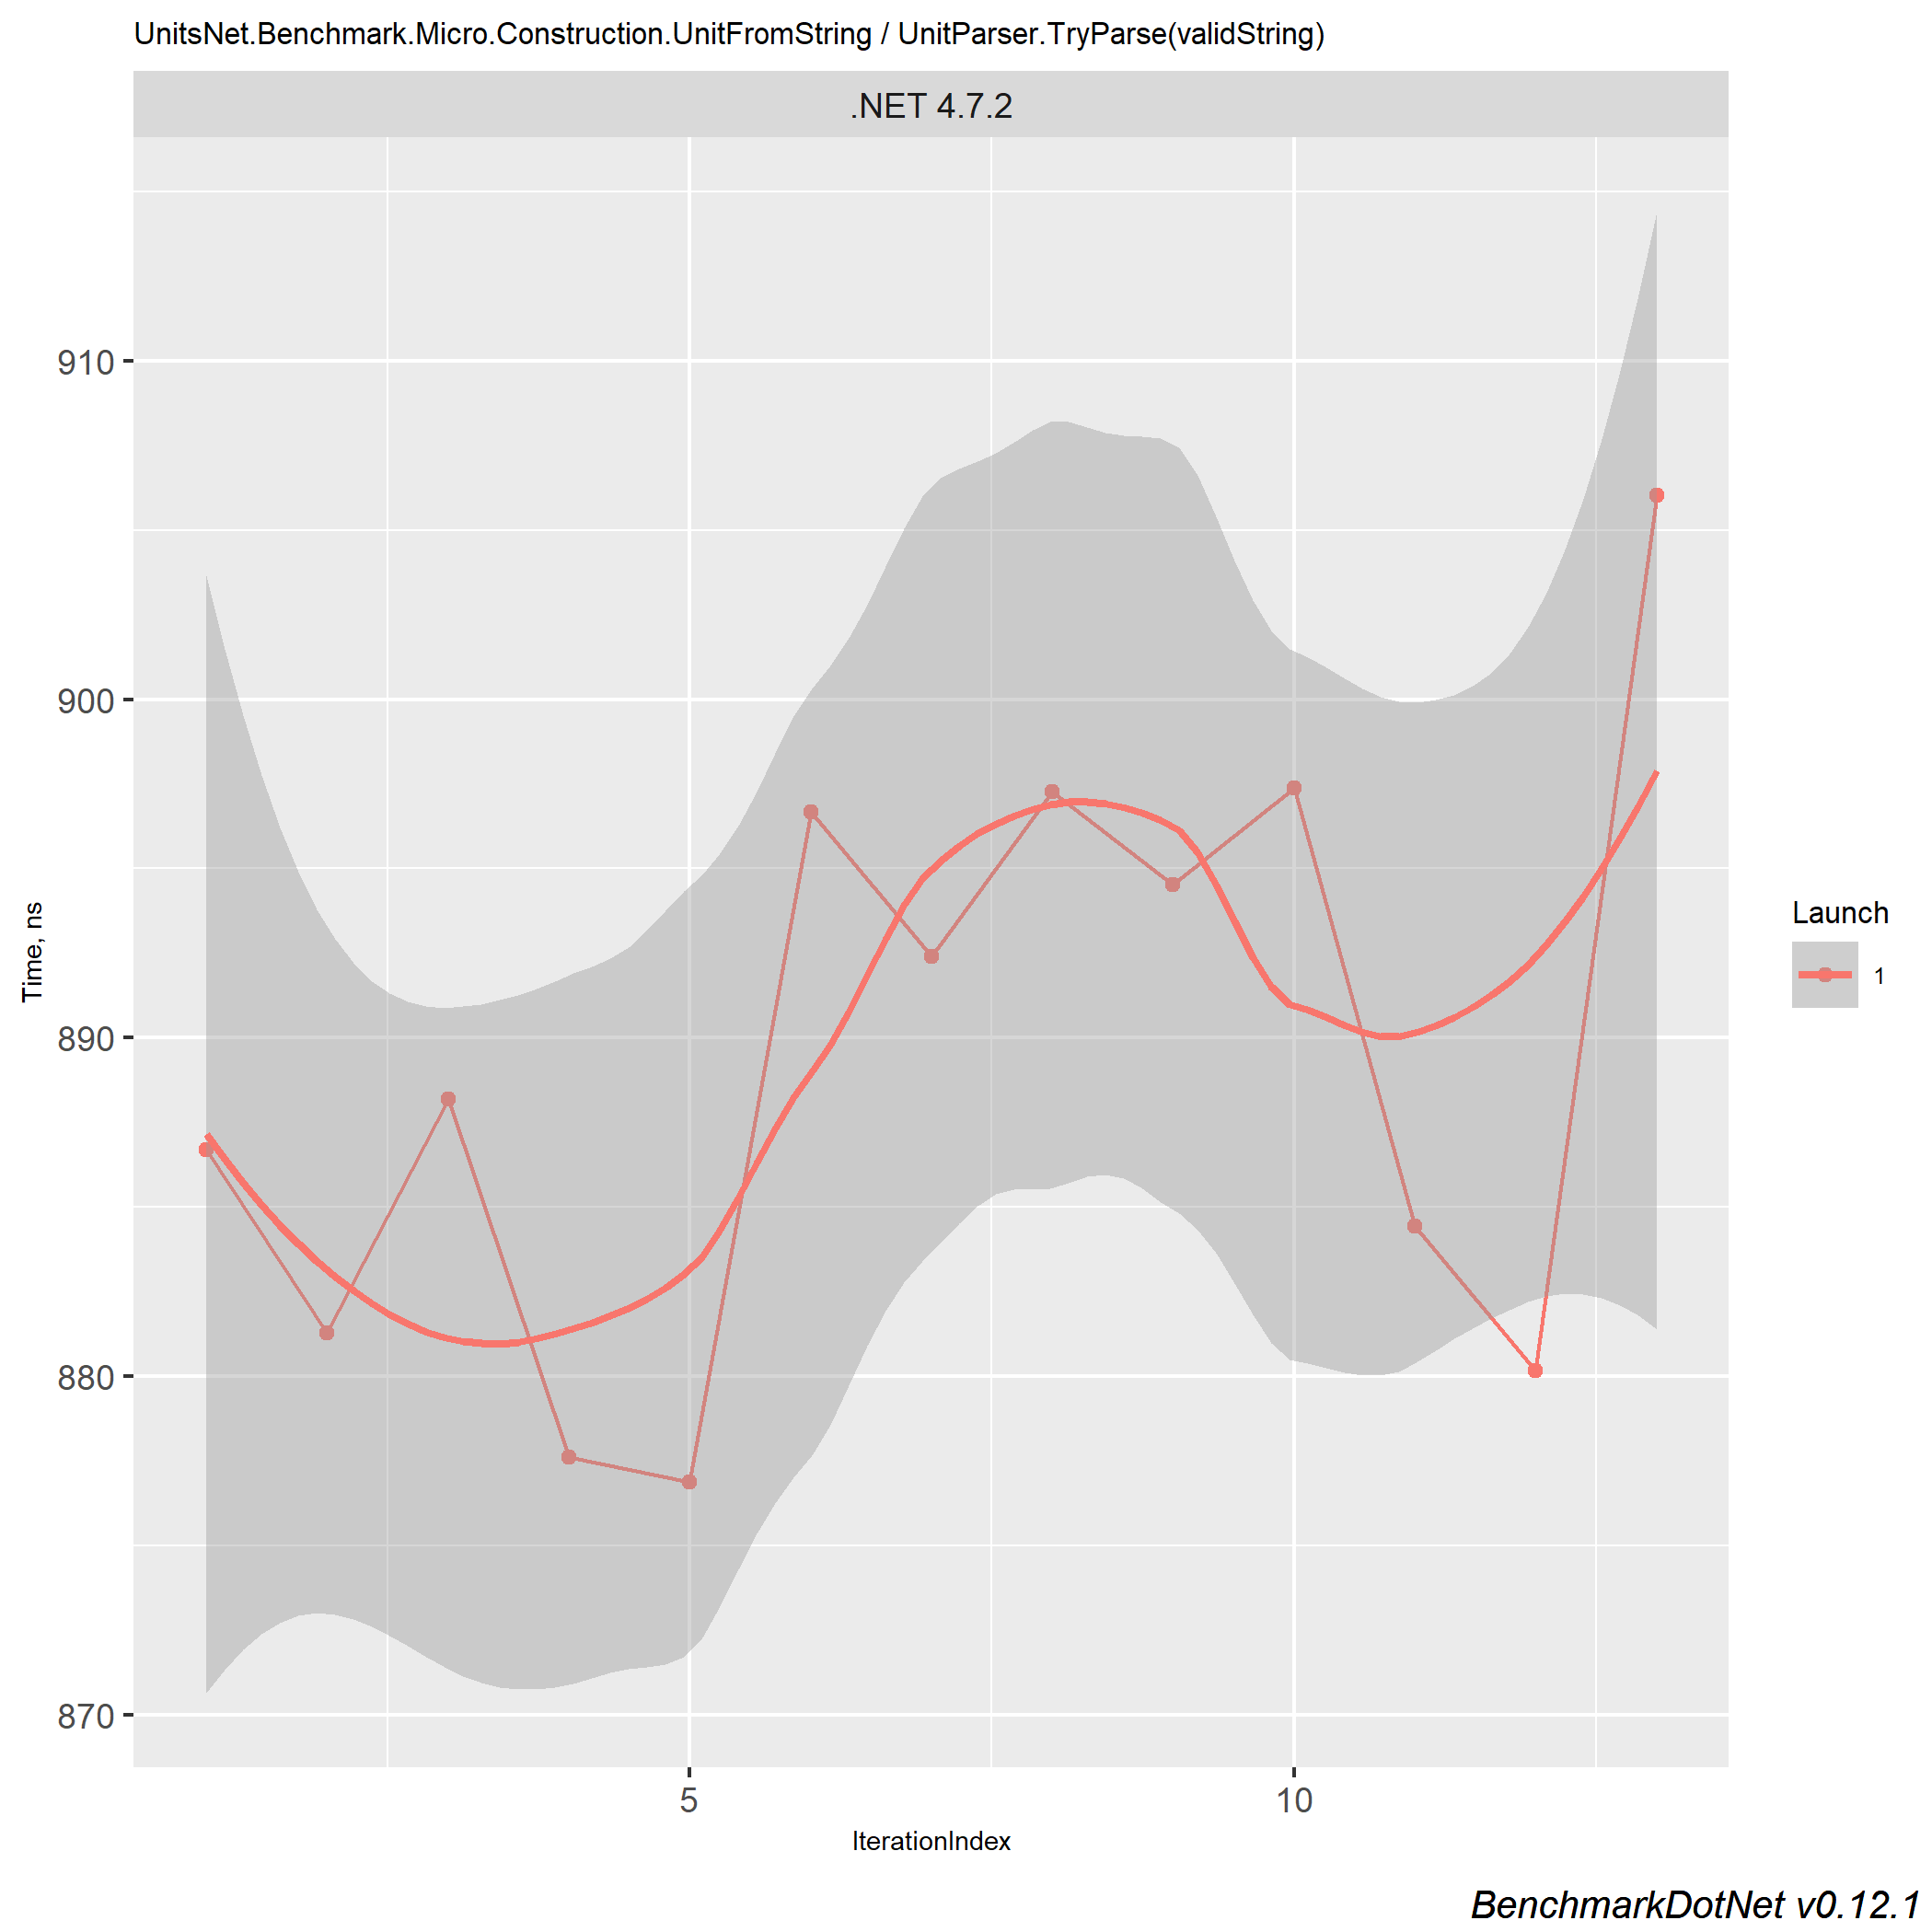 UnitsNet.Benchmark.Micro.Construction.UnitFromString / UnitParser.TryParse(validString)
.NET 4.7.2
910
900
890
880
870
Time, ns
5
10
IterationIndex
Launch
1
BenchmarkDotNet v0.12.1